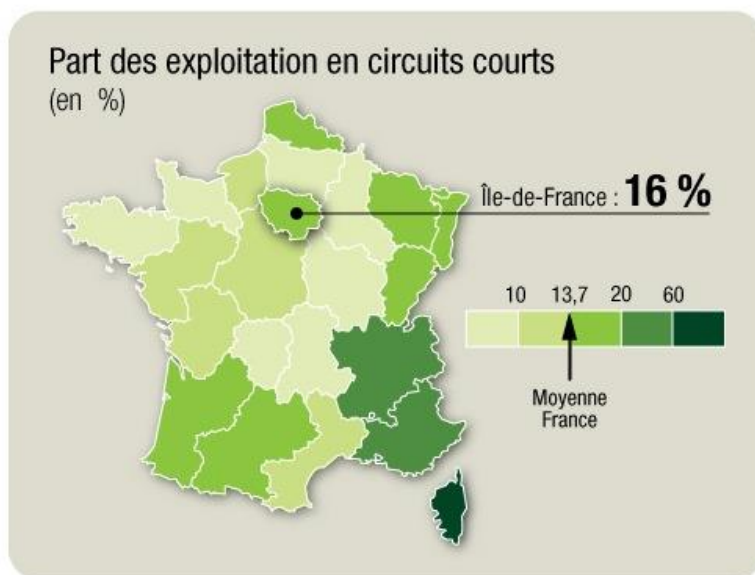 Part des exploitation en circuits courts
(en %)
Île-de-France : 16 %
10 13,7 20 60
Moyenne
France